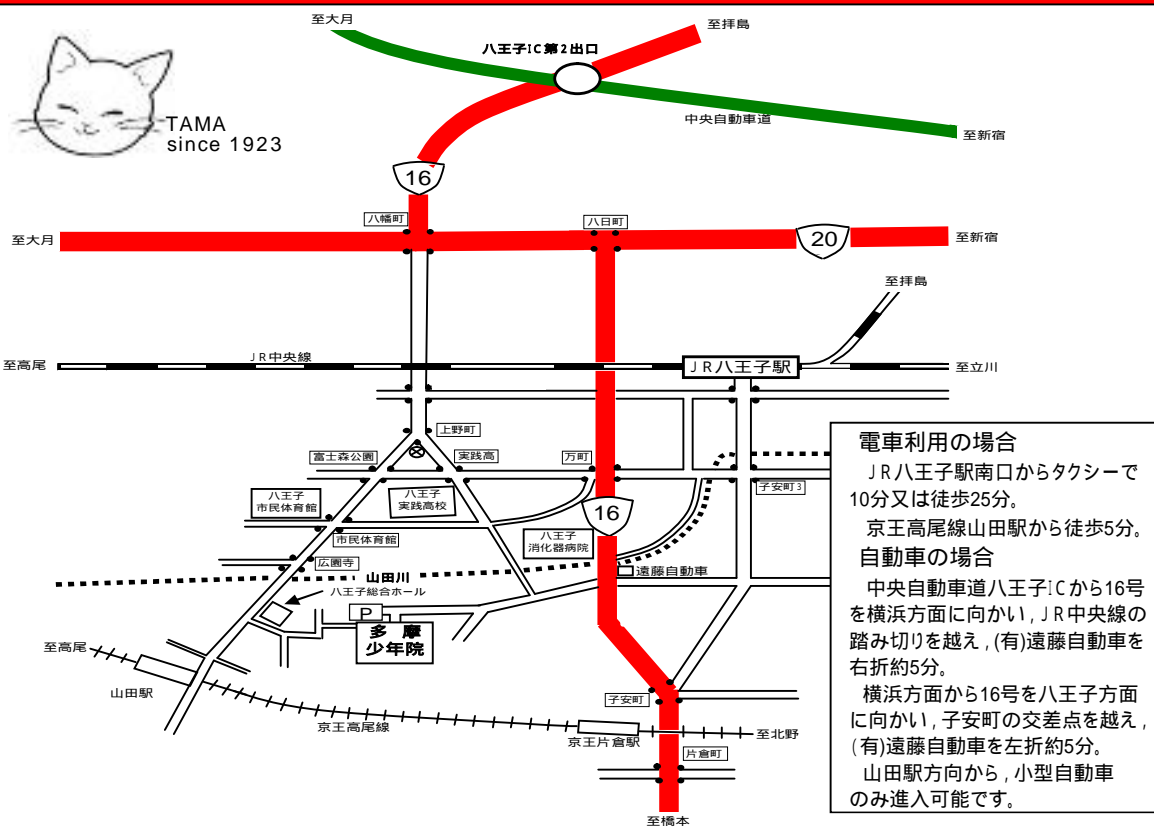 至大月
至拝島
八王子IC第2出口
TAMA
since 1923
中央自動車道
至新宿
16
八幡町
八日町
至大月
20
至新宿
至拝島
至高尾
JR中央線
JR八王子駅
至立川
上野町
富士森公園
実践高
万町
子安町3
八王子
市民体育館
八王子
実践高校
16
市民体育館
八王子
消化器病院
広園寺
遠藤自動車
山田川
八王子総合ホール
P
多摩
少年院
至高尾
山田駅
子安町
京王高尾線
京王片倉駅
至北野
片倉町
至橋本
電車利用の場合
JR八王子駅南口からタクシーで
10分又は徒歩25分。
京王高尾線山田駅から徒歩5分。
自動車の場合
中央自動車道八王子ICから16号
を横浜方面に向かい,JR中央線の
踏み切りを越え,(有)遠藤自動車を
右折約5分。
横浜方面から16号を八王子方面
に向かい,子安町の交差点を越え,
(有)遠藤自動車を左折約5分。
山田駅方向から,小型自動車
のみ進入可能です。